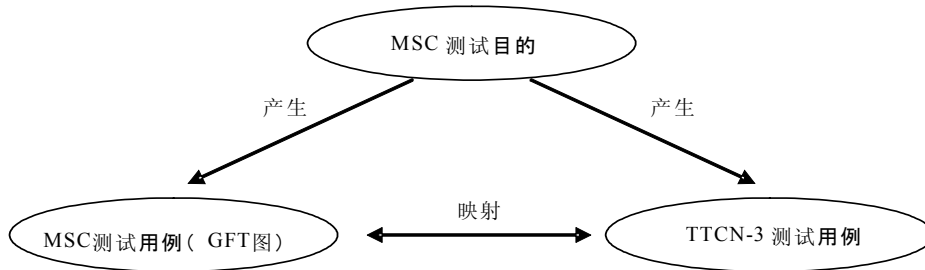 MSC 测试目的
产生
产生
映射
MSC测试用例( GFT图)
TTCN-3 测试用例